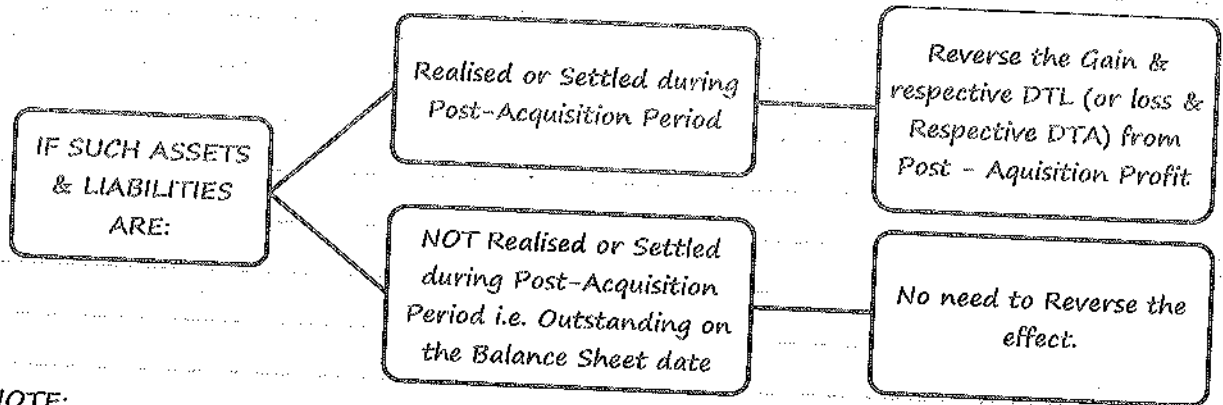 IF SUCH ASSETS
& LIABILITIES
ARE:
Realised or Settled during
Post-Acquisition Period
Reverse the Gain &
respective DTL (or loss &
Respective DTA) from
Post - Aquisition Profit
NOT Realised or Settled
during Post-Acquisition
Period i.e. Outstanding on
the Balance Sheet date
No need to Reverse the
effect.
NOTE: